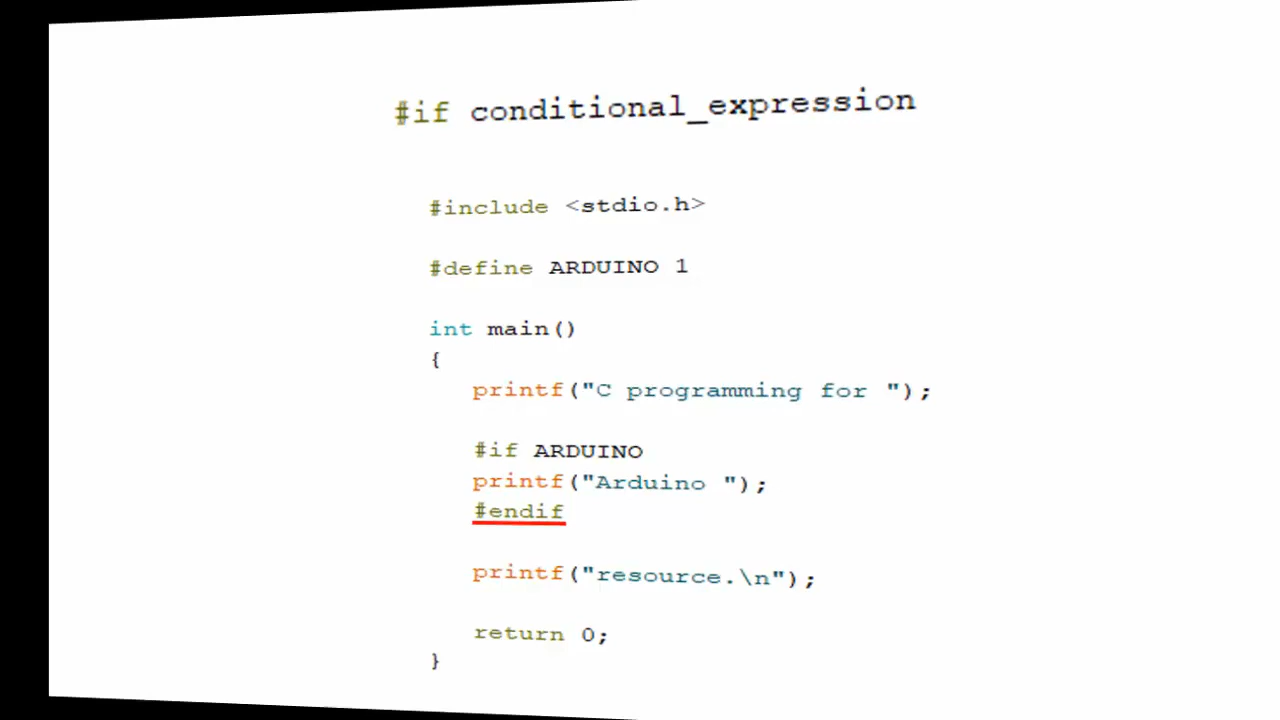 #if conditional_expression
#include <stdio.h>
#define ARDUINO 1
int main()
{
printf("C programming for ");
#if ARDUINO
printf("Arduino ");
#endif
printf("resource.\n");
return 0;
}